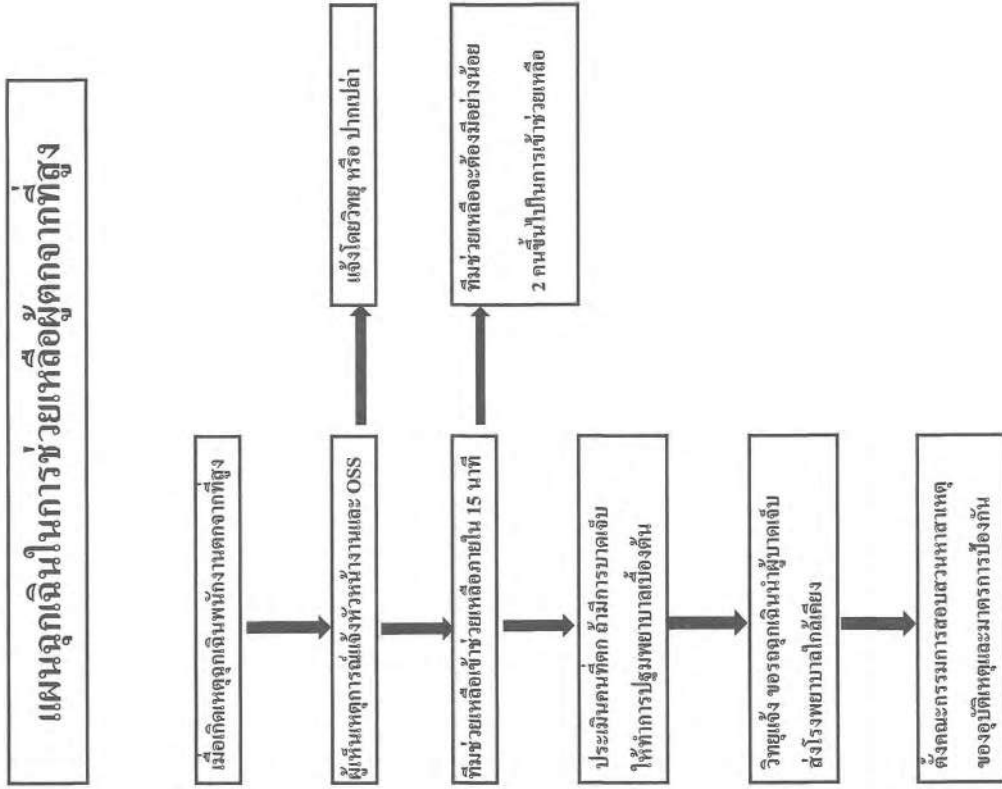 แผนฉุกเฉินในการช่วยเหลือผู้ตกจากที่สูง
เมื่อเกิดเหตุฉุกเฉินพนักงานตกจากที่สูง
ผู้เห็นเหตุการณ์แจ้งหัวหน้างานและ OSS
แจ้งโดยวิทยุ หรือ ปากเปล่า
ทีมช่วยเหลือเข้าช่วยเหลือภายใน 15 นาที
ทีมช่วยเหลือจะต้องมีอย่างน้อย
2 คนขึ้นไปในการเข้าช่วยเหลือ
ประเมินคนที่ตก ถ้ามีการบาดเจ็บ
ให้ทำการปฐมพยาบาลเบื้องต้น
วิทยุแจ้ง ขอรถฉุกเฉินนำผู้บาดเจ็บ
ส่งโรงพยาบาลใกล้เคียง
ตั้งคณะกรรมการสอบสวนหาสาเหตุ
ของอุบัติเหตุและมาตรการป้องกัน